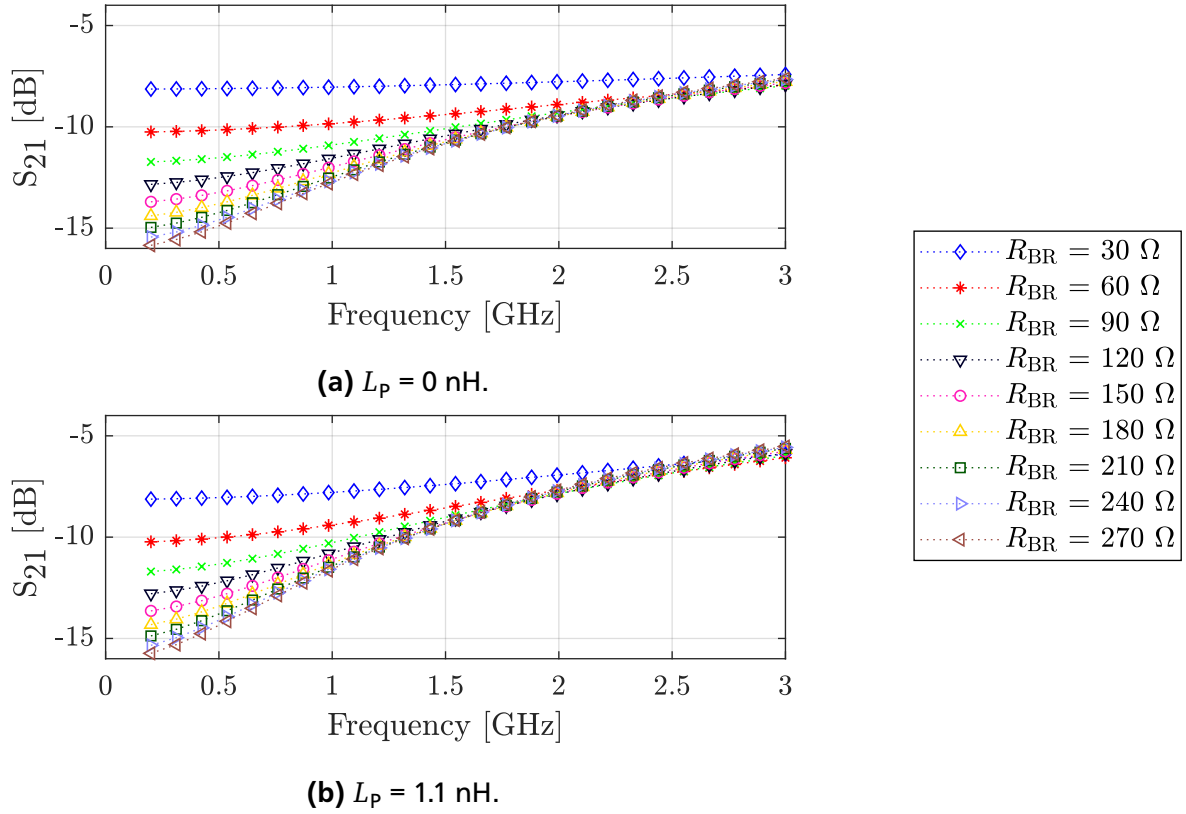 -5
-10
-15
S21 [dB]
0 0.5 1 1.5 2 2.5 3
Frequency [GHz]
(a) LP = 0 nH.
-5
-10
-15
S21 [dB]
0 0.5 1 1.5 2 2.5 3
Frequency [GHz]
(b) LP = 1.1 nH.
RBR = 30 Ω
RBR = 60 Ω
RBR = 90 Ω
RBR = 120 Ω
RBR = 150 Ω
RBR = 180 Ω
RBR = 210 Ω
RBR = 240 Ω
RBR = 270 Ω